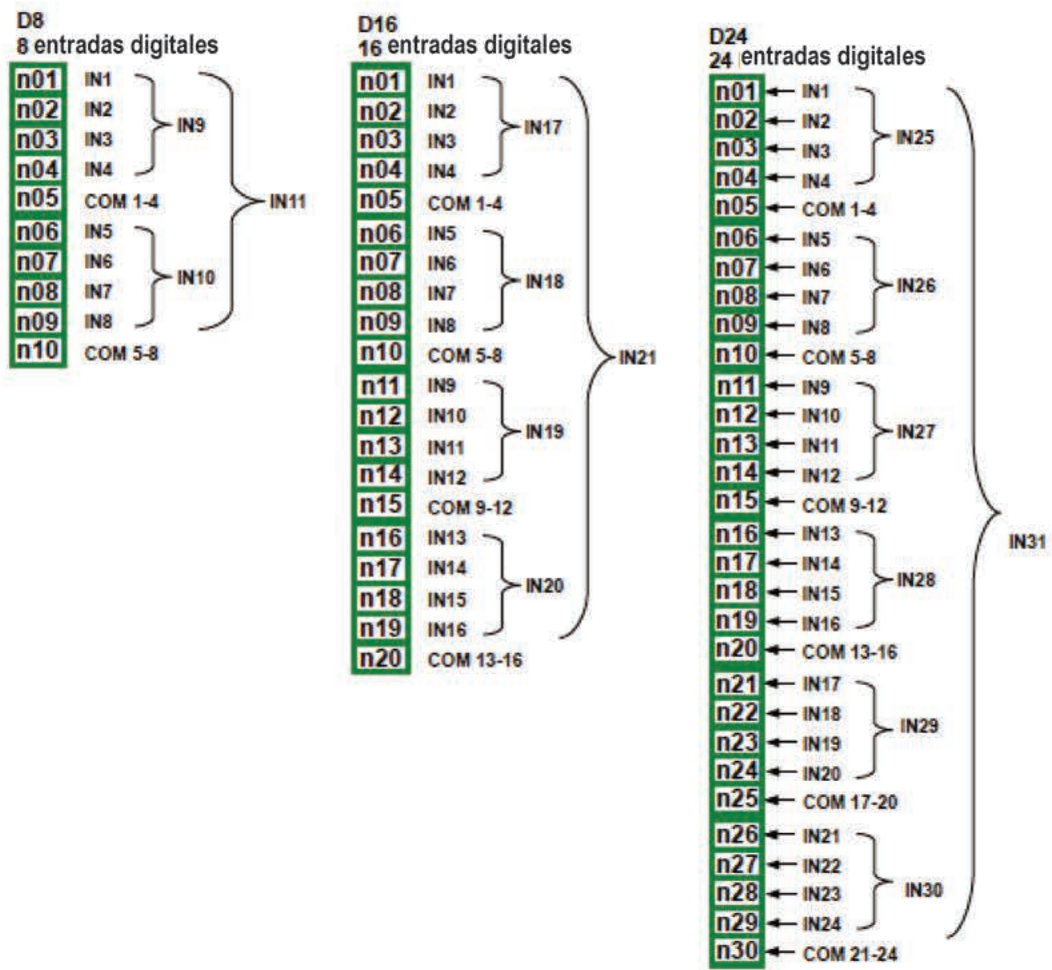 D8
8 entradas digitales
n01 IN1
n02 IN2
n03 IN3
n04 IN4
IN9
n05 COM 1-4
n06 IN5
n07 IN6
n08 IN7
n09 IN8
IN10
n10 COM 5-8
IN11
D16
16 entradas digitales
n01 IN1
n02 IN2
n03 IN3
n04 IN4
IN17
n05 COM 1-4
n06 IN5
n07 IN6
n08 IN7
n09 IN8
IN18
n10 COM 5-8
n11 IN9
n12 IN10
n13 IN11
n14 IN12
IN19
n15 COM 9-12
n16 IN13
n17 IN14
n18 IN15
n19 IN16
IN20
n20 COM 13-16
IN21
D24
24 entradas digitales
n01 IN1
n02 IN2
n03 IN3
n04 IN4
IN25
n05 COM 1-4
n06 IN5
n07 IN6
n08 IN7
n09 IN8
IN26
n10 COM 5-8
n11 IN9
n12 IN10
n13 IN11
n14 IN12
IN27
n15 COM 9-12
n16 IN13
n17 IN14
n18 IN15
n19 IN16
IN28
n20 COM 13-16
n21 IN17
n22 IN18
n23 IN19
n24 IN20
IN29
n25 COM 17-20
n26 IN21
n27 IN22
n28 IN23
n29 IN24
IN30
n30 COM 21-24
IN31